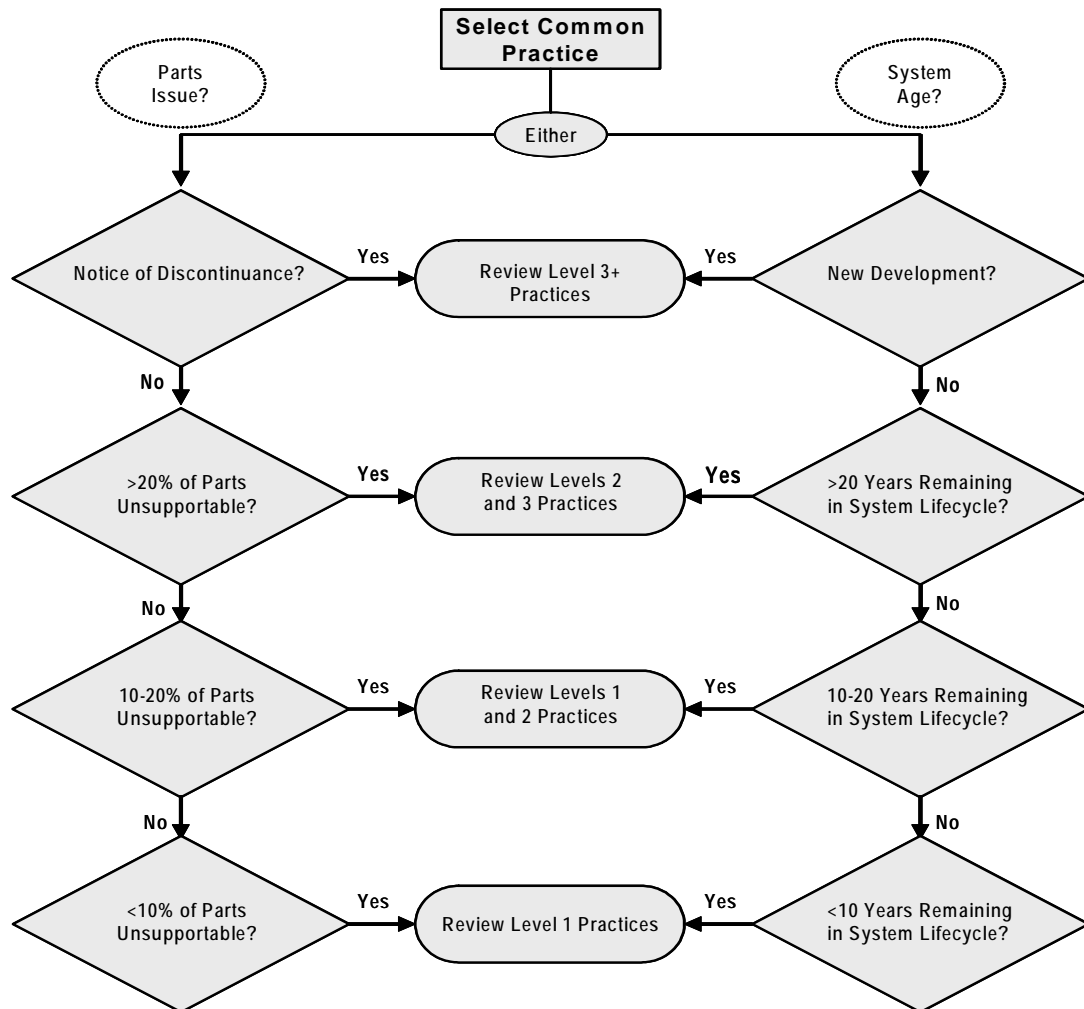 Select Common
Practice
Parts
Issue?
System
Age?
Either
Notice of Discontinuance?
Yes
Review Level 3+
Practices
Yes
New Development?
No
No
>20% of Parts
Unsupportable?
Yes
Review Levels 2
and 3 Practices
Yes
>20 Years Remaining
in System Lifecycle?
No
No
10-20% of Parts
Unsupportable?
Yes
Review Levels 1
and 2 Practices
Yes
10-20 Years Remaining
in System Lifecycle?
No
No
<10% of Parts
Unsupportable?
Yes
Review Level 1 Practices
Yes
<10 Years Remaining
in System Lifecycle?